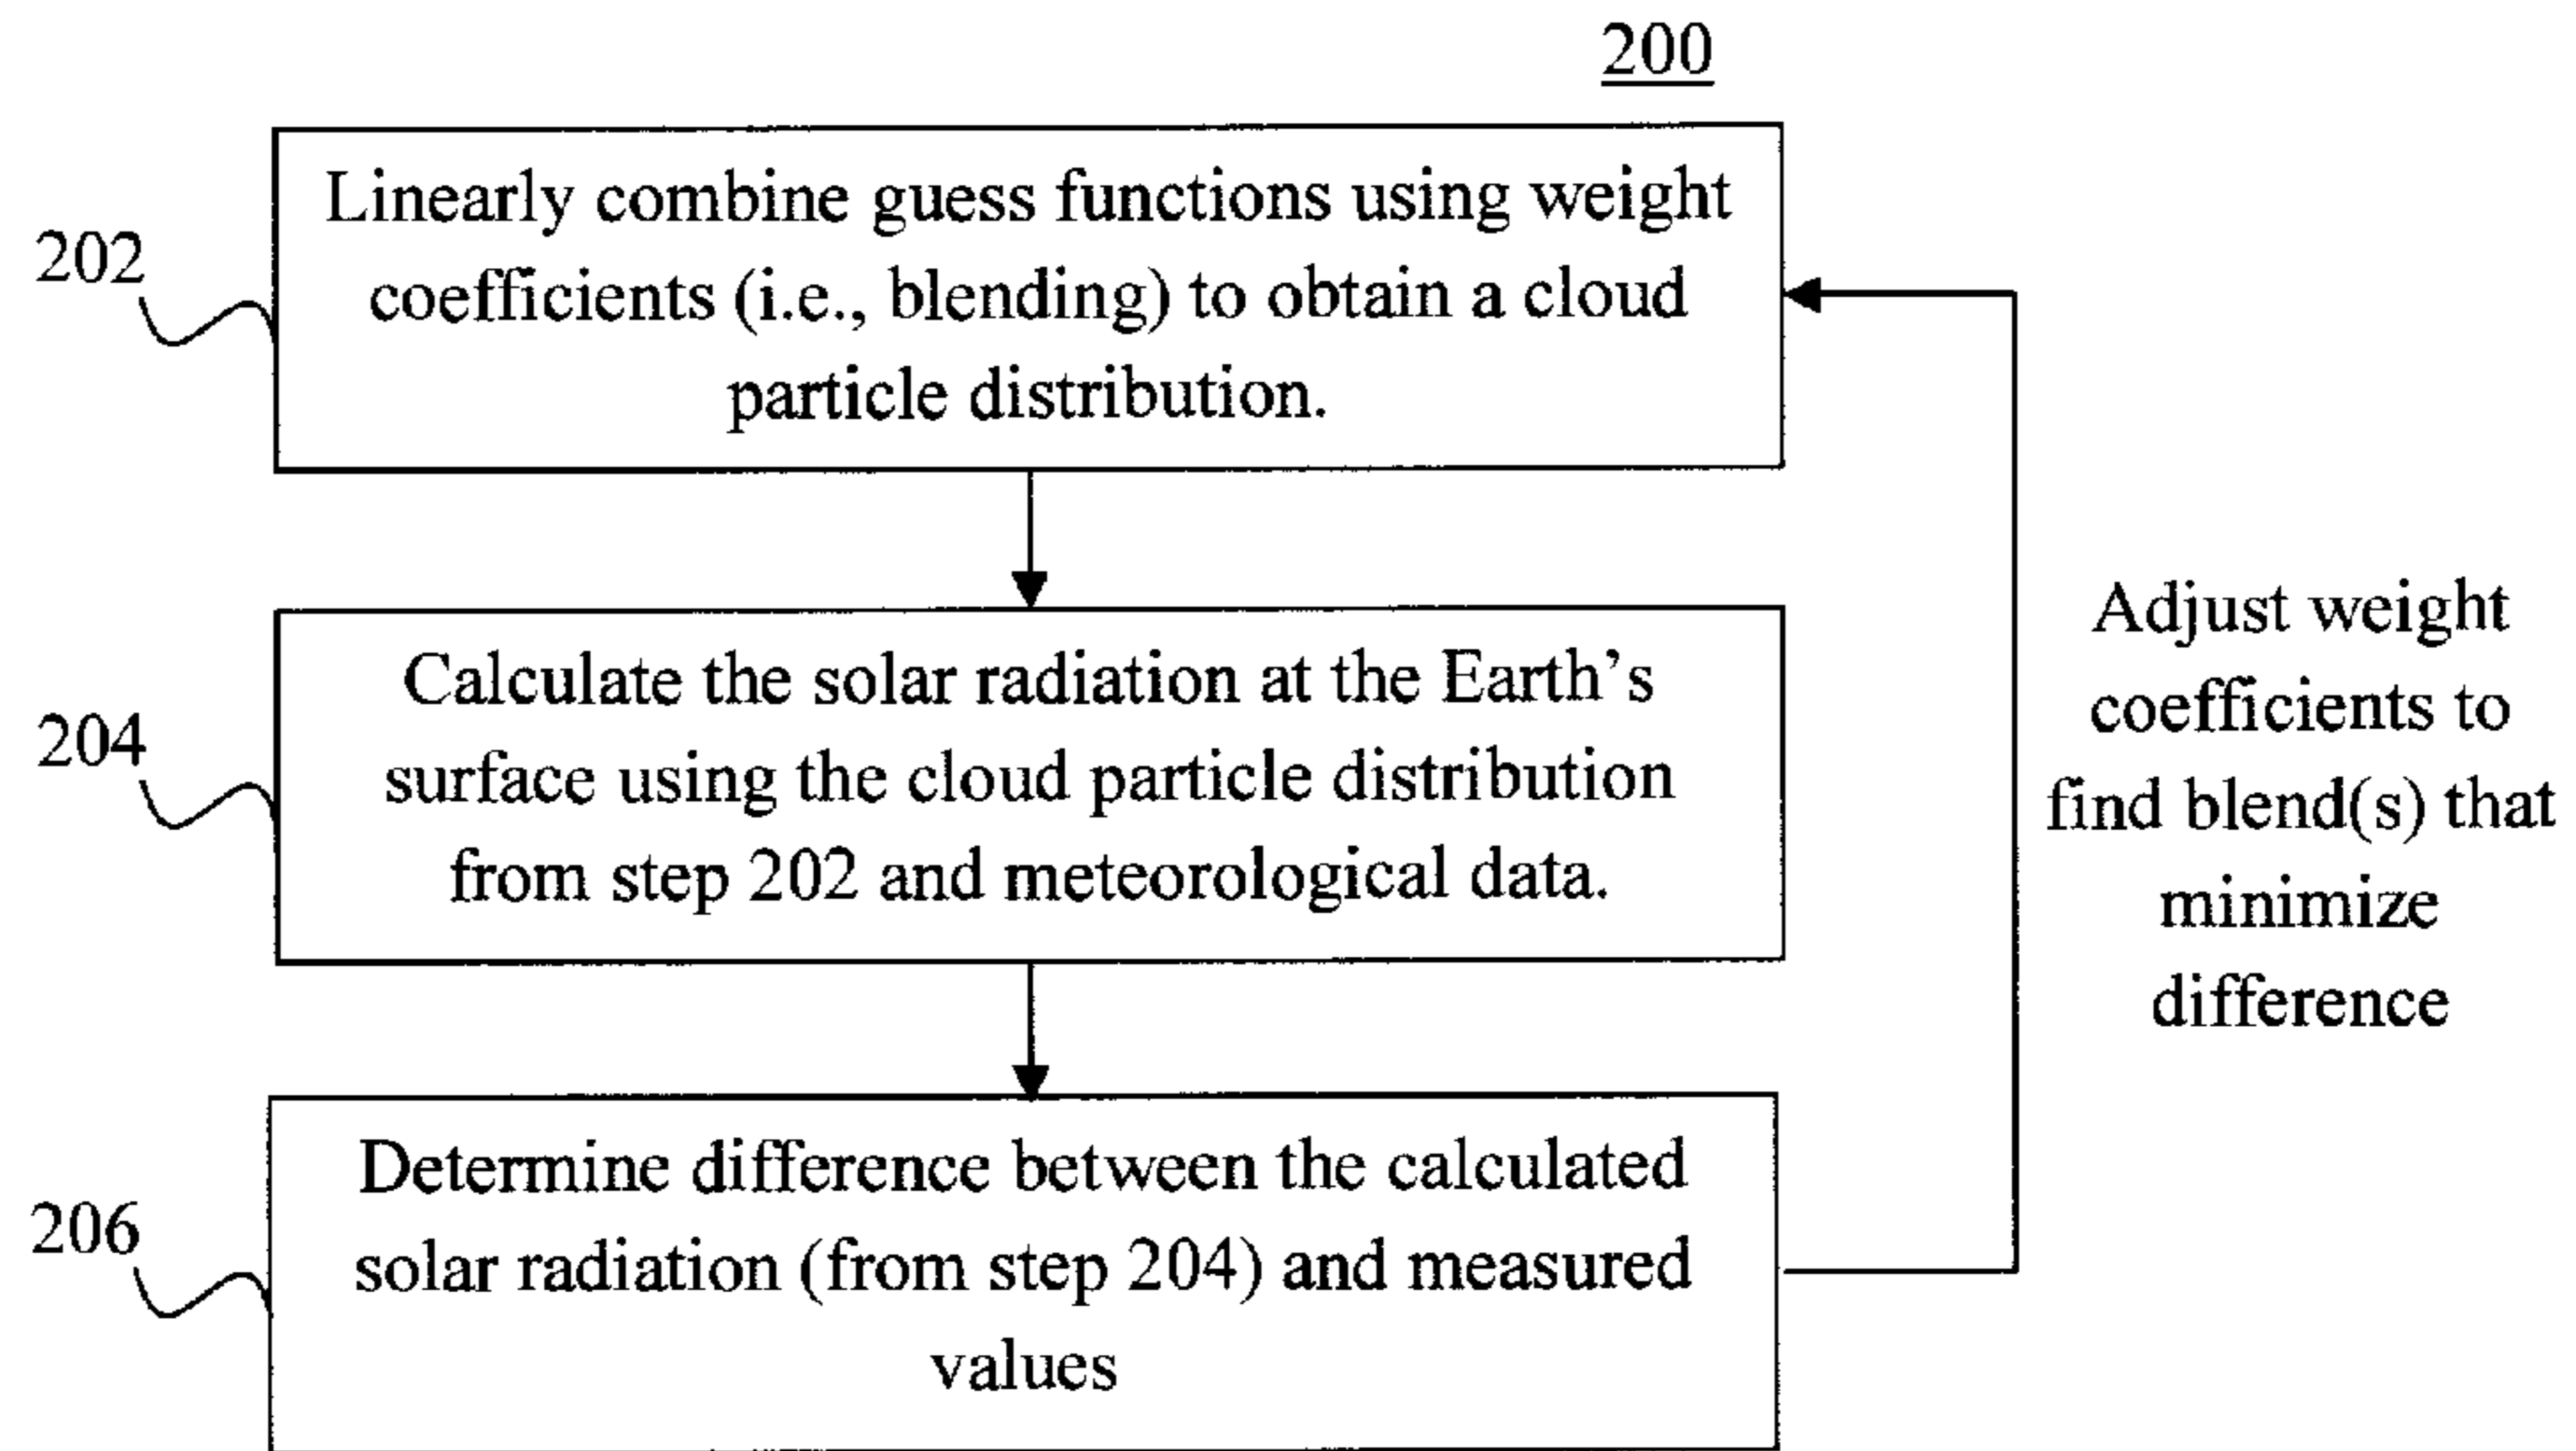 200
202
Linearly combine guess functions using weight
coefficients (i.e., blending) to obtain a cloud
particle distribution.
204
Calculate the solar radiation at the Earth's
surface using the cloud particle distribution
from step 202 and meteorological data.
206
Determine difference between the calculated
solar radiation (from step 204) and measured
values
Adjust weight
coefficients to
find blend(s) that
minimize
difference